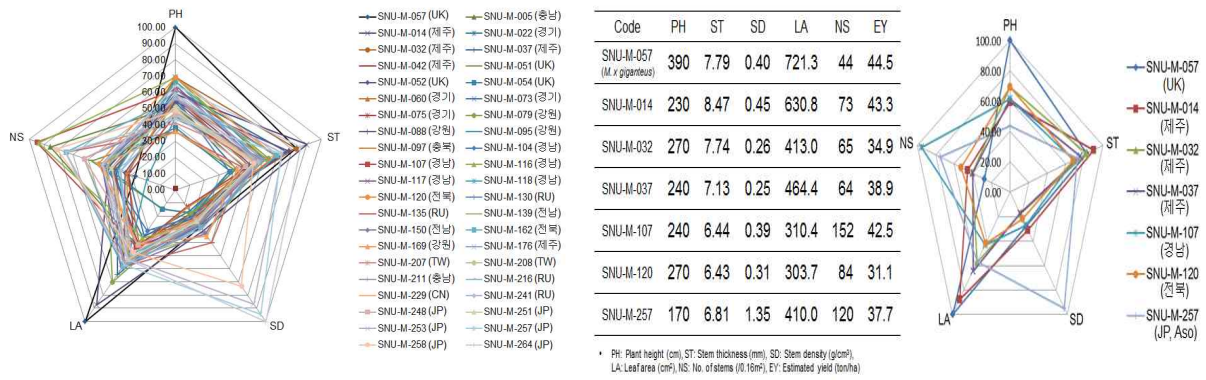 PH
100.00
90.00
80.00
70.00
60.00
50.00
40.00
30.00
20.00
10.00
0.00
ST
SD
LA
NS
SNU-M-057 (UK)
SNU-M-005 (충남)
SNU-M-014 (제주)
SNU-M-022 (경기)
SNU-M-032 (제주)
SNU-M-037 (제주)
SNU-M-042 (제주)
SNU-M-051 (UK)
SNU-M-052 (UK)
SNU-M-054 (UK)
SNU-M-060 (경기)
SNU-M-073 (경기)
SNU-M-075 (경기)
SNU-M-079 (강원)
SNU-M-088 (강원)
SNU-M-095 (강원)
SNU-M-097 (충북)
SNU-M-104 (경남)
SNU-M-107 (경남)
SNU-M-116 (경남)
SNU-M-117 (경남)
SNU-M-118 (경남)
SNU-M-120 (전북)
SNU-M-130 (RU)
SNU-M-135 (RU)
SNU-M-139 (전남)
SNU-M-150 (전남)
SNU-M-162 (전북)
SNU-M-169 (강원)
SNU-M-176 (제주)
SNU-M-207 (TW)
SNU-M-208 (TW)
SNU-M-211 (충남)
SNU-M-216 (RU)
SNU-M-229 (CN)
SNU-M-241 (RU)
SNU-M-248 (JP)
SNU-M-251 (JP)
SNU-M-253 (JP)
SNU-M-257 (JP)
SNU-M-258 (JP)
SNU-M-264 (JP)
Code PH ST SD LA NS EY
SNU-M-057 390 7.79 0.40 721.3 44 44.5
(M. x giganteus)
SNU-M-014 230 8.47 0.45 630.8 73 43.3
SNU-M-032 270 7.74 0.26 413.0 65 34.9
SNU-M-037 240 7.13 0.25 464.4 64 38.9
SNU-M-107 240 6.44 0.39 310.4 152 42.5
SNU-M-120 270 6.43 0.31 303.7 84 31.1
SNU-M-257 170 6.81 1.35 410.0 120 37.7
• PH: Plant height (cm), ST: Stem thickness (mm), SD: Stem density (g/cm³),
LA: Leaf area (cm²), NS: No. of stems (/0.16m²), EY: Estimated yield (ton/ha)
PH
100.00
80.00
60.00
40.00
20.00
0.00
ST
SD
LA
NS
SNU-M-057
(UK)
SNU-M-014
(제주)
SNU-M-032
(제주)
SNU-M-037
(제주)
SNU-M-107
(경남)
SNU-M-120
(전북)
SNU-M-257
(JP, Aso)